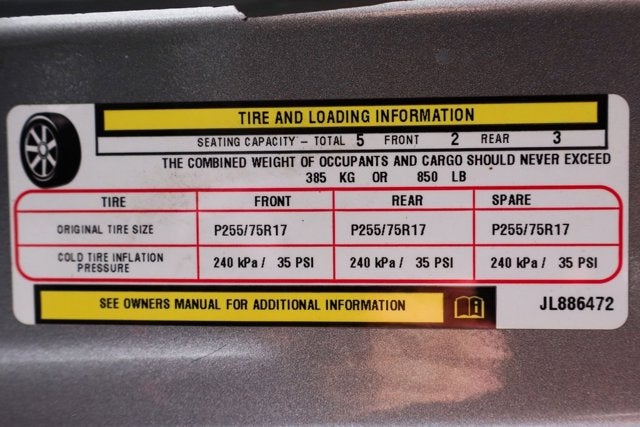 TIRE AND LOADING INFORMATION
SEATING CAPACITY – TOTAL 5 FRONT 2 REAR 3
THE COMBINED WEIGHT OF OCCUPANTS AND CARGO SHOULD NEVER EXCEED
385 KG OR 850 LB
TIRE FRONT REAR SPARE
ORIGINAL TIRE SIZE P255/75R17 P255/75R17 P255/75R17
COLD TIRE INFLATION
PRESSURE 240 kPa / 35 PSI 240 kPa / 35 PSI 240 kPa / 35 PSI
SEE OWNERS MANUAL FOR ADDITIONAL INFORMATION JL886472